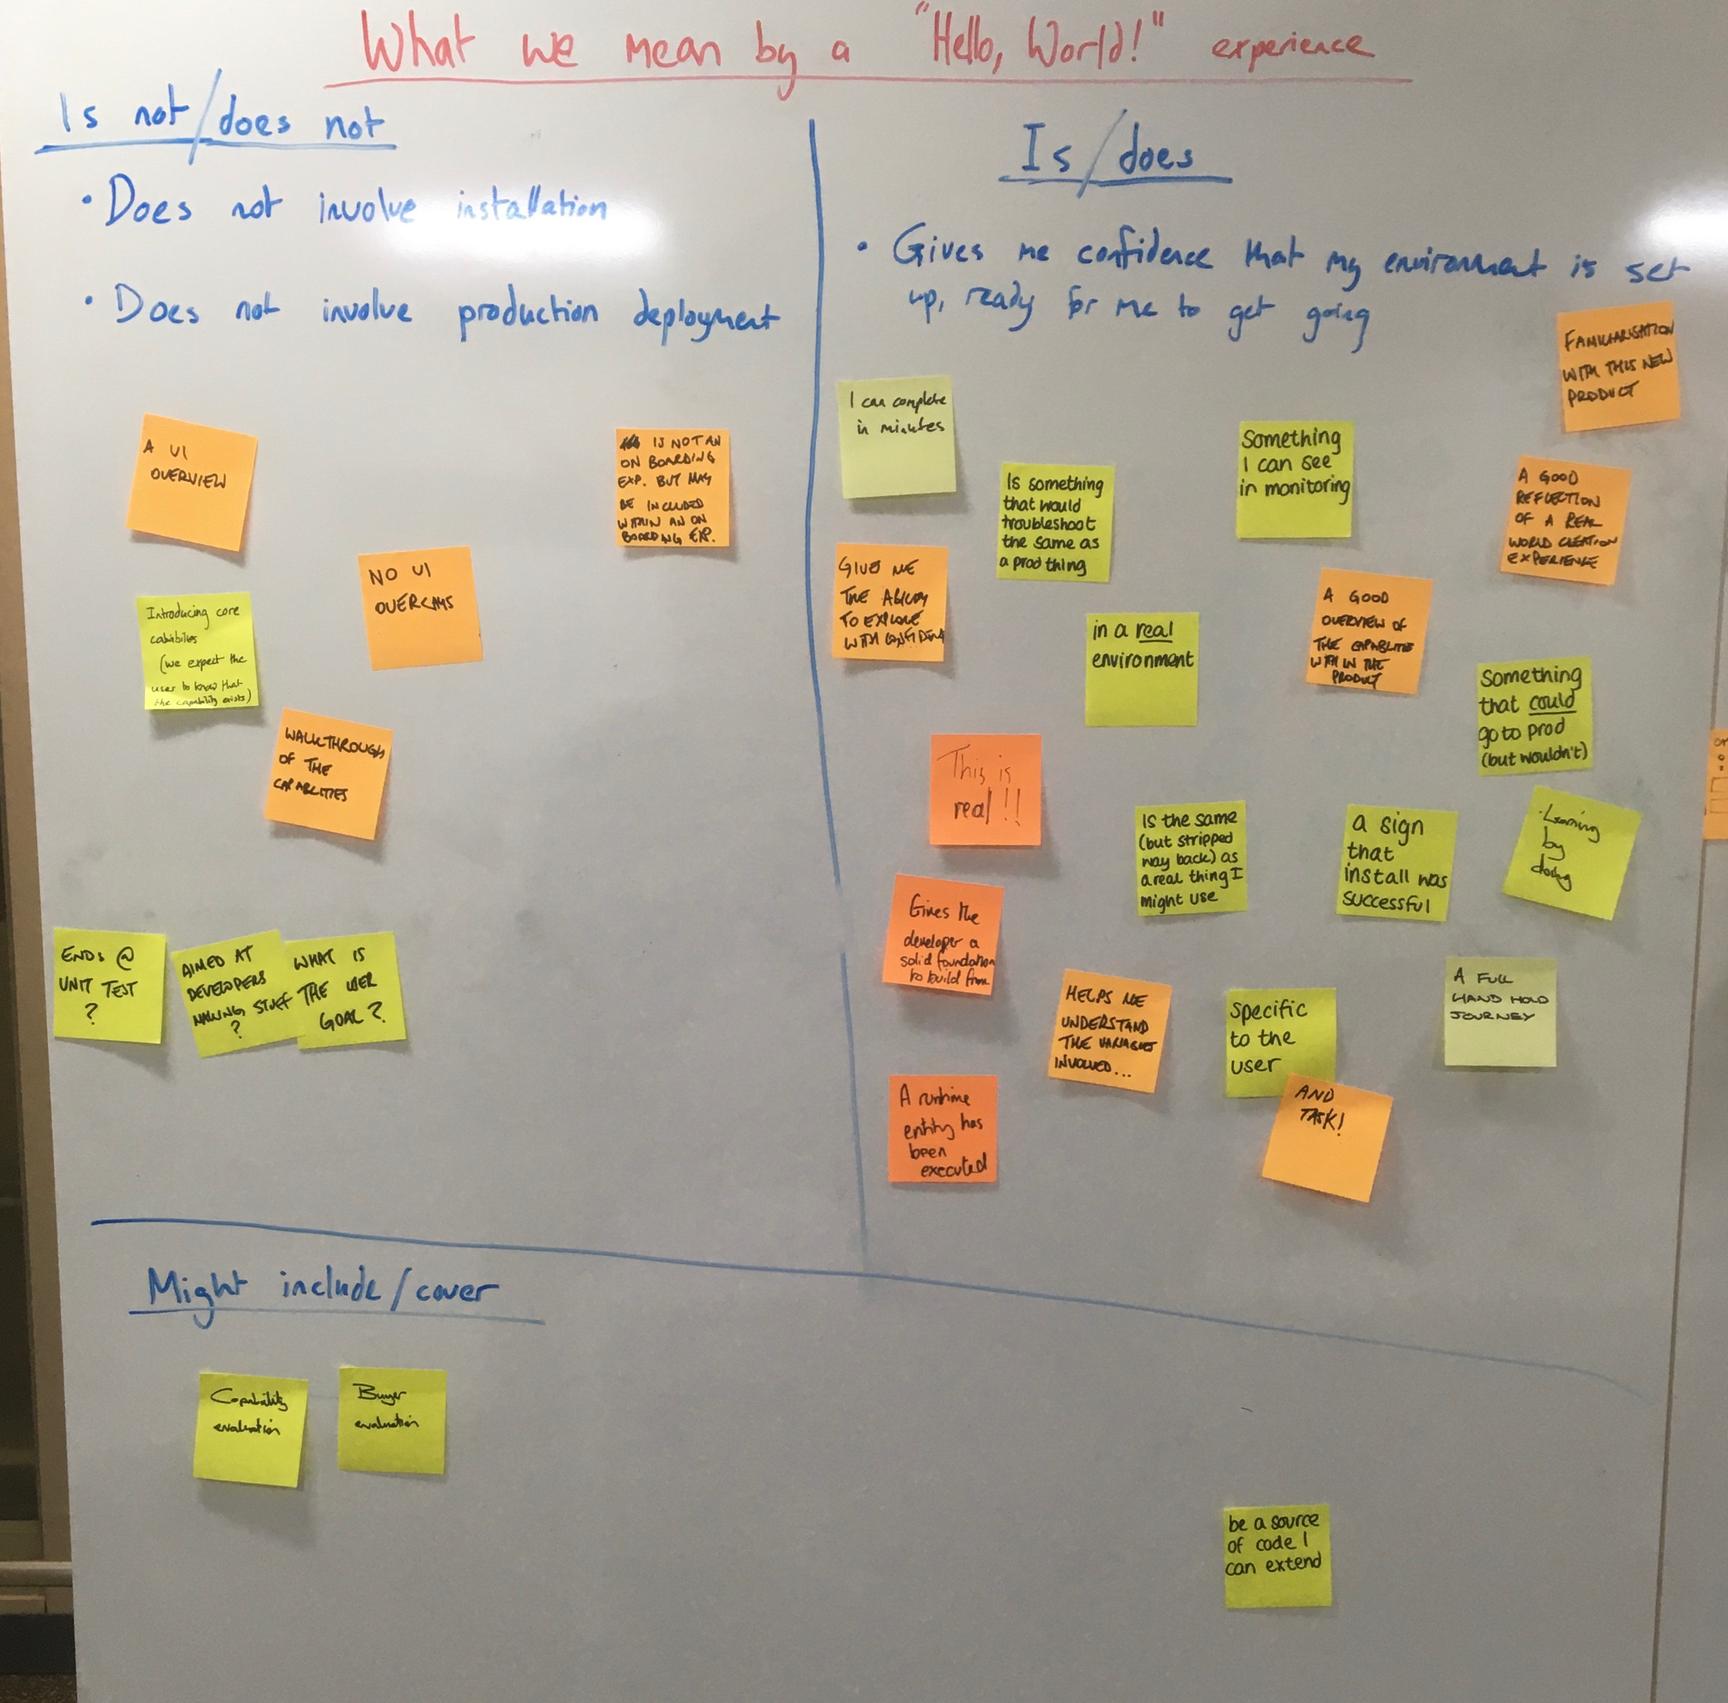 What we mean by a "Hello, World!" experience
Is not/does not
• Does not involve installation
• Does not involve production deployment
A UI
OVERVIEW
IS NOT AN
ON BOARDING
EXP. BUT MAY
BE INCLUDED
WITHIN AN ON
BOARDING EXP.
NO UI
Introducing core
(we expect the
user to know that
the capability exists)
WALKTHROUGH
OF THE
CAPABLITIES
ENDS @
UNIT TEST
?
AIMED AT
DEVELOPERS
MAKING STUFF
?
WHAT IS
THE USER
GOAL?
Is/does
• Gives me confidence that my environment is set
up, ready for me to get going
FAMILIARISATION
WITH THIS NEW
PRODUCT
I can complete
in minutes
Is something
that would
troubleshoot
the same as
a prod thing
Something
I can see
in monitoring
A GOOD
REFLECTION
OF A REAL
WORLD CREATION
EXPERIENCE
GIVE ME
THE ABILITY
TO EXPLORE
WITH
in a real
environment
A GOOD
OVERVIEW OF
THE CAPABLITIES
WITH IN THE
PRODUCT
Something
that could
go to prod
(but wouldn't)
This is
real!!
Is the same
(but stripped
way back) as
a real thing I
might use
a sign
that
install was
successful
• Learning
by
doing
Gives the
developer a
solid foundation
to build from
HELPS ME
UNDERSTAND
THE VARIABLES
INVOLVED...
specific
to the
user
AND
TASK!
A FULL
HAND HOLD
JOURNEY
A runtime
entity has
been
executed
Might include/cover
Capability
evaluation
Buyer
evaluation
be a source
of code I
can extend